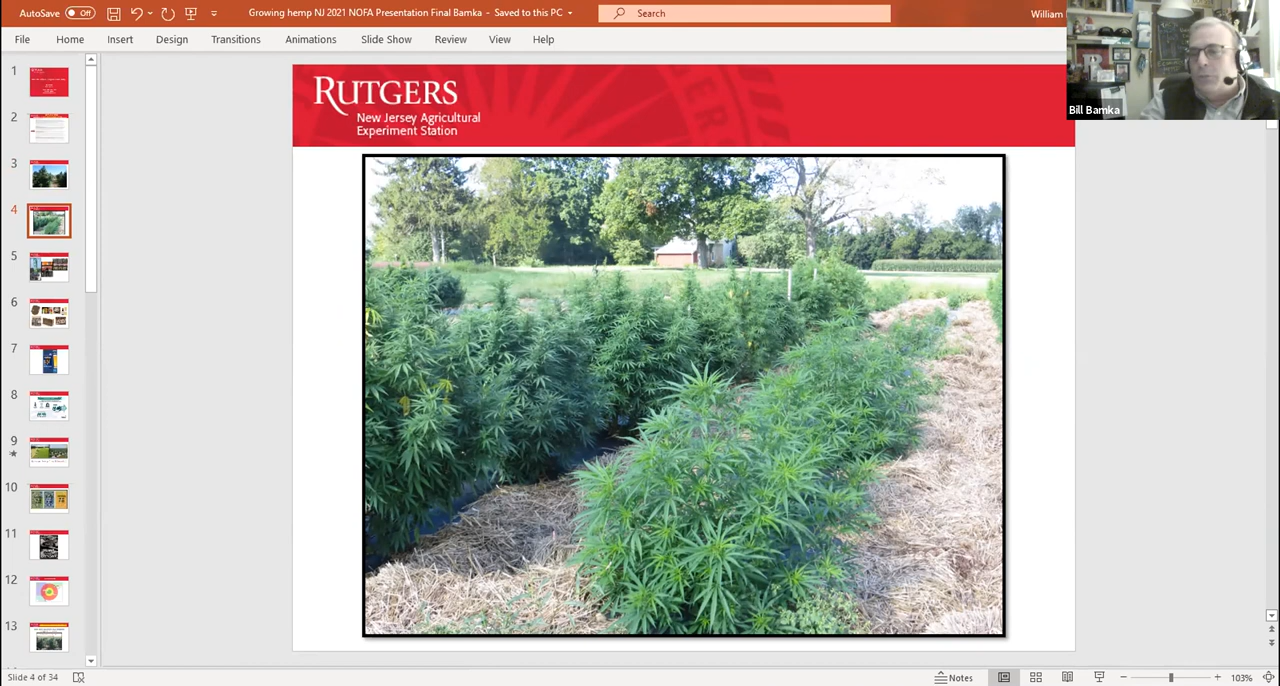 AutoSave Off
Growing hemp NJ 2021 NOFA Presentation Final Bamka - Saved to this PC
Search
William
File Home Insert Design Transitions Animations Slide Show Review View Help
Bill Bamka
RUTGERS
New Jersey Agricultural
Experiment Station
1
2
3
4
5
6
7
8
9
10
11
12
13
Slide 4 of 34
Notes
103%